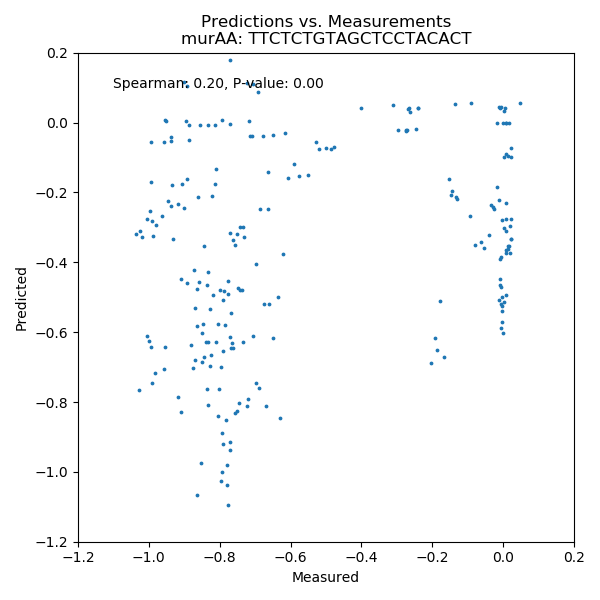 Predictions vs. Measurements
murAA: TTCTCTGTAGCTCCTACACT
Spearman: 0.20, P-value: 0.00
0.2
0.0
−0.2
−0.4
−0.6
−0.8
−1.0
−1.2
Predicted
−1.2 −1.0 −0.8 −0.6 −0.4 −0.2 0.0 0.2
Measured